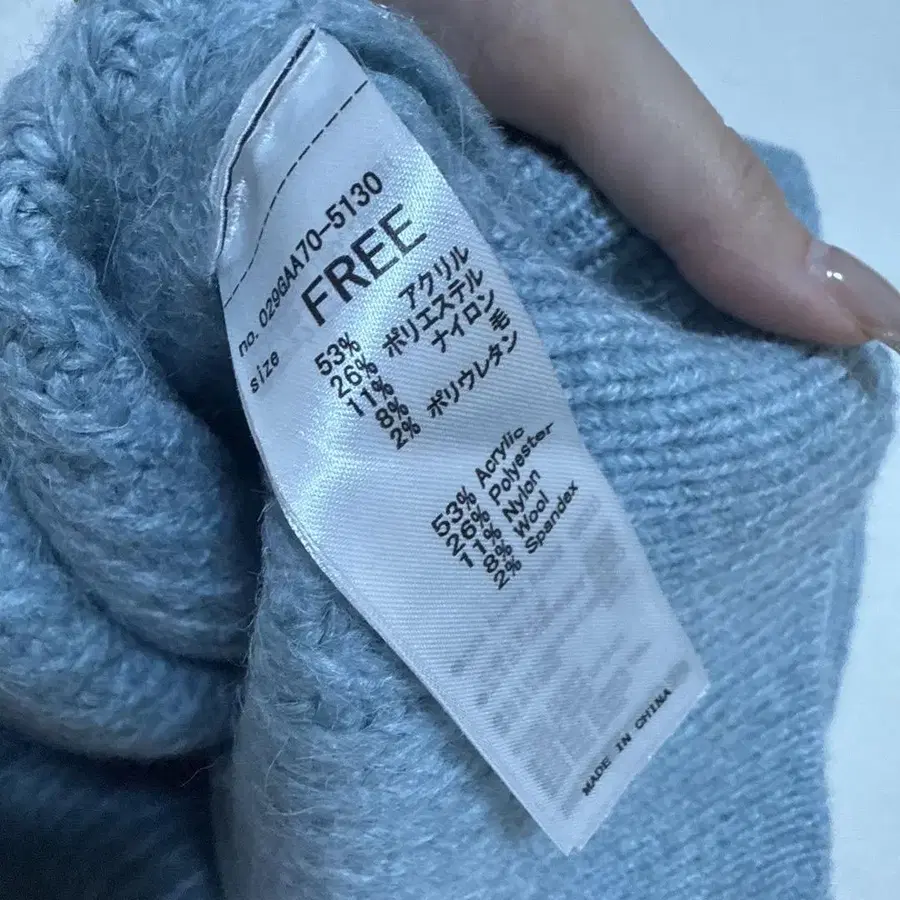 no. 029GAA70-5130
size FREE
53% アクリル
26% ポリエステル
11% ナイロン
8% 毛
2% ポリウレタン
53% Acrylic
26% Polyester
11% Nylon
8% Wool
2% Spandex
MADE IN CHINA